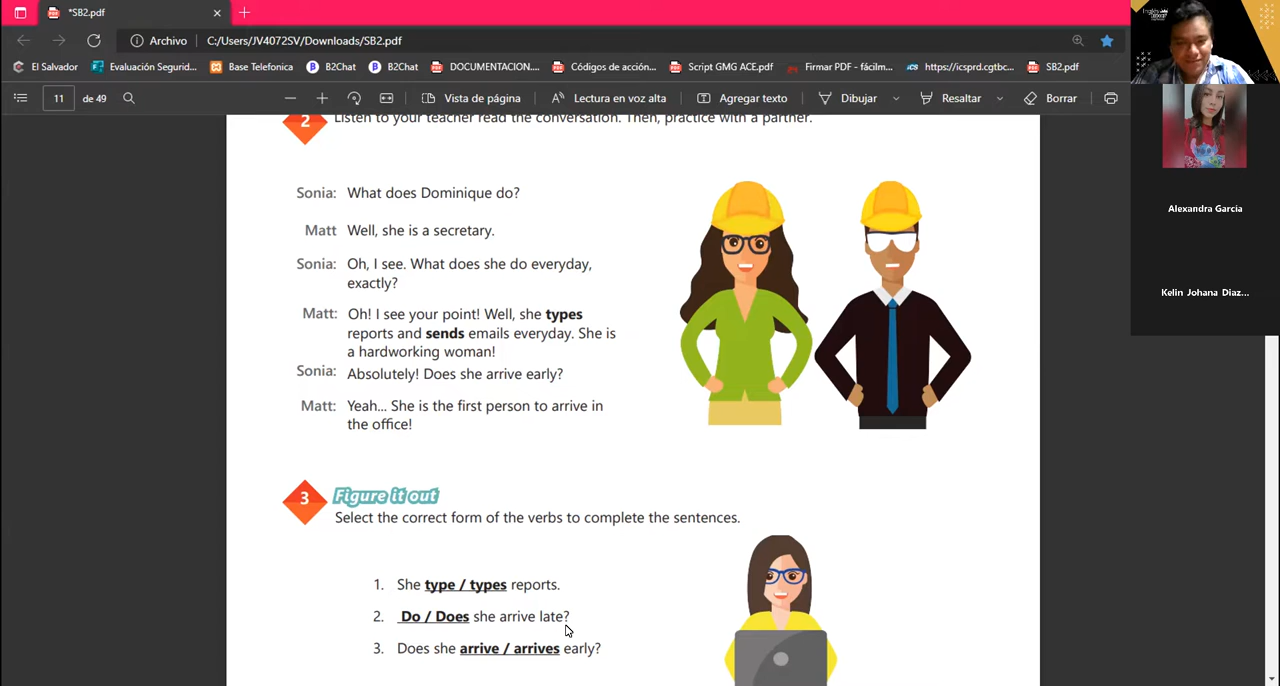 *SB2.pdf
Archivo
C:/Users/JV4072SV/Downloads/SB2.pdf
El Salvador
Evaluación Segurid...
Base Telefonica
B2Chat
B2Chat
DOCUMENTACION....
Códigos de acción...
Script GMG ACE.pdf
Firmar PDF - fácilm...
https://icsprd.cgtbc...
SB2.pdf
11 de 49
Vista de página
Lectura en voz alta
Agregar texto
Dibujar
Resaltar
Borrar
2 Listen to your teacher read the conversation. Then, practice with a partner.
Sonia: What does Dominique do?
Matt Well, she is a secretary.
Sonia: Oh, I see. What does she do everyday,
exactly?
Matt: Oh! I see your point! Well, she types
reports and sends emails everyday. She is
a hardworking woman!
Sonia: Absolutely! Does she arrive early?
Matt: Yeah... She is the first person to arrive in
the office!
3 Figure it out
Select the correct form of the verbs to complete the sentences.
1. She type / types reports.
2. Do / Does she arrive late?
3. Does she arrive / arrives early?
Inglés
Alexandra Garcia
Kelin Johana Diaz...